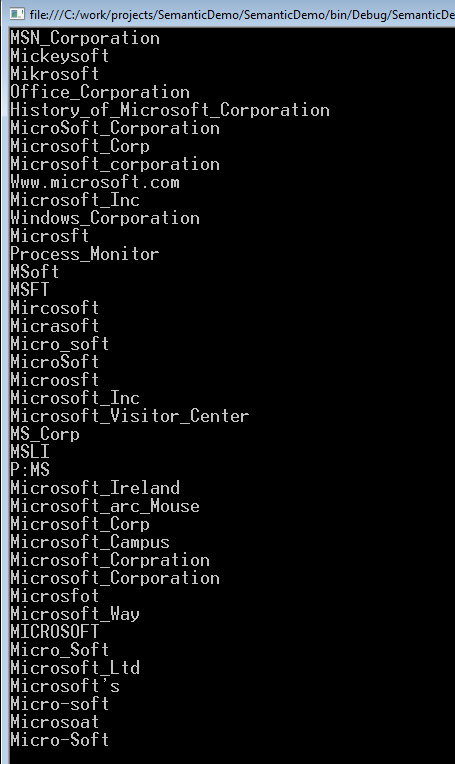 file:///C:/work/projects/SemanticDemo/SemanticDemo/bin/Debug/SemanticDe
MSN_Corporation
Mickeysoft
Mikrosoft
Office_Corporation
History_of_Microsoft_Corporation
MicroSoft_Corporation
Microsoft_Corp
Microsoft_corporation
Www.microsoft.com
Microsoft_Inc
Windows_Corporation
Microsft
Process_Monitor
MSoft
MSFT
Mircosoft
Micrasoft
Micro_soft
MicroSoft
Microosft
Microsoft_Inc
Microsoft_Visitor_Center
MS_Corp
MSLI
P:MS
Microsoft_Ireland
Microsoft_arc_Mouse
Microsoft_Corp
Microsoft_Campus
Microsoft_Corpration
Microsoft_Corporation
Microsfot
Microsoft_Way
MICROSOFT
Micro_Soft
Microsoft_Ltd
Microsoft's
Micro-soft
Microsoat
Micro-Soft